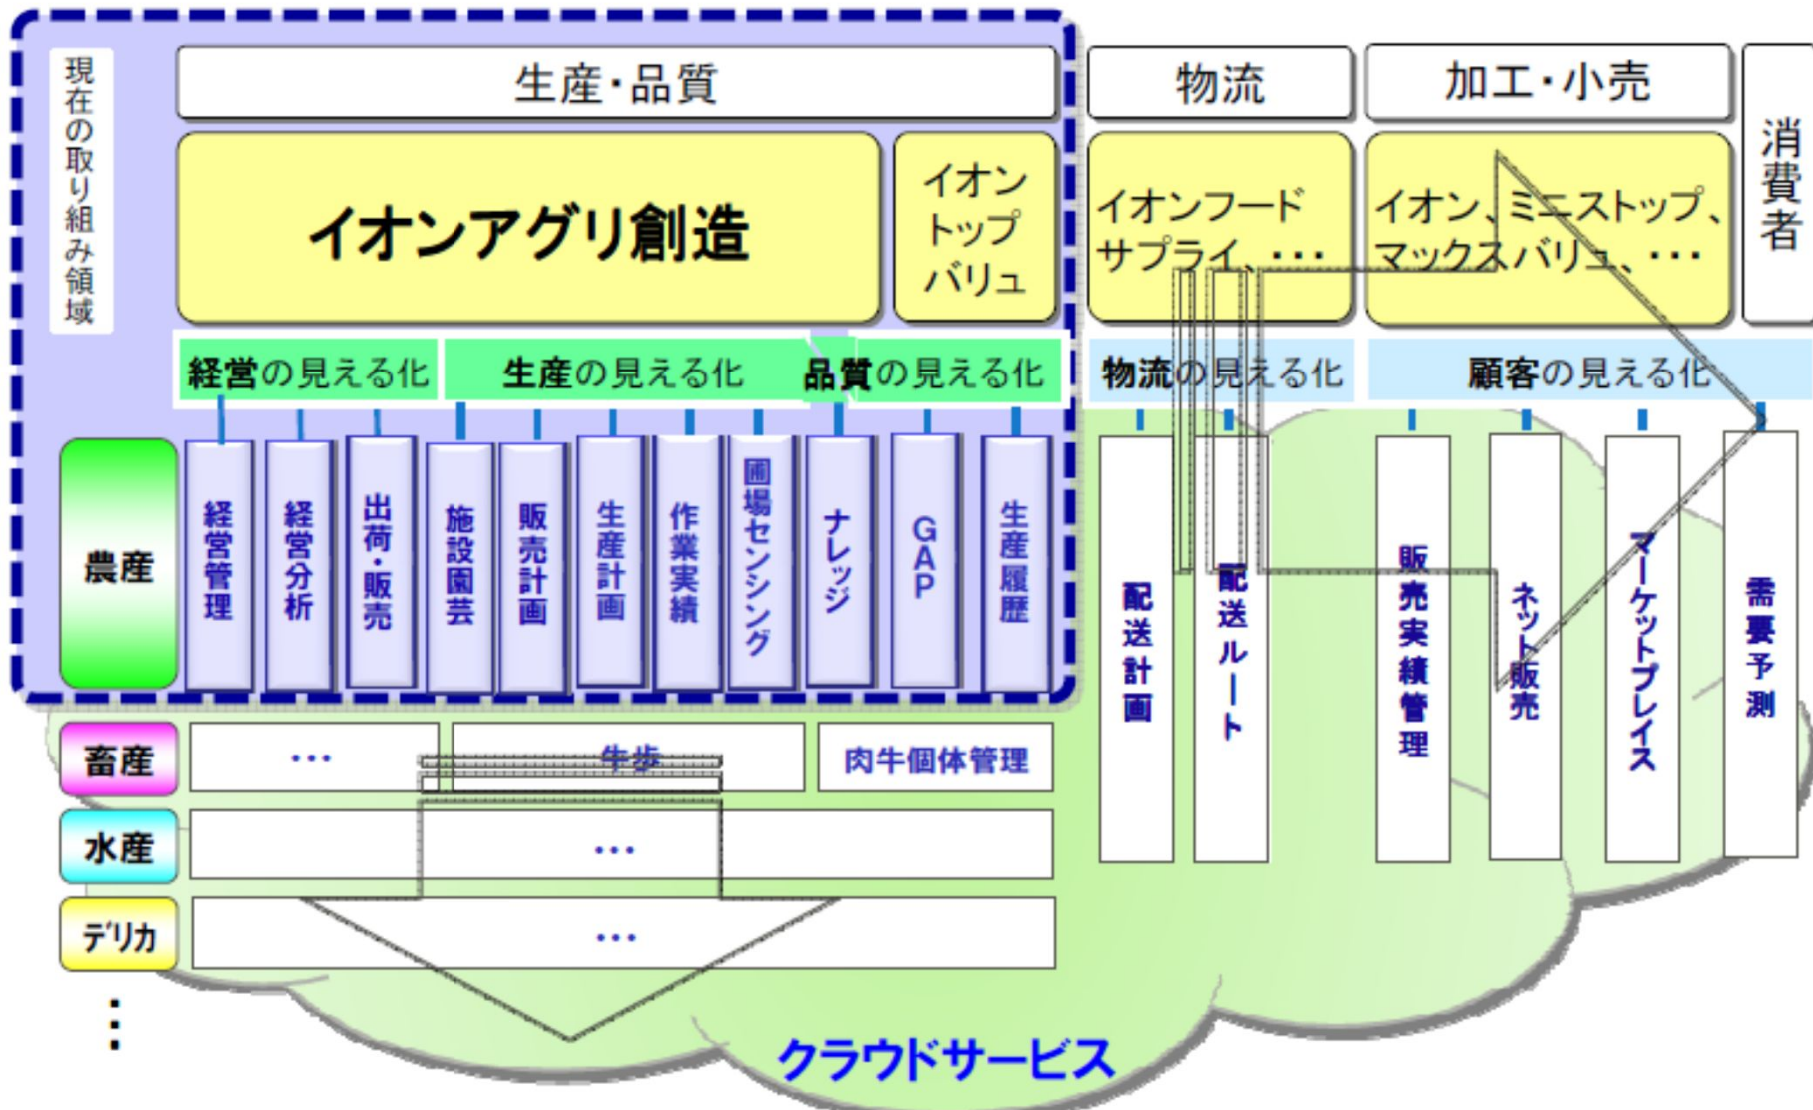 現在の取り組み領域
生産・品質
物流
加工・小売
消費者
イオンアグリ創造
イオン
トップ
バリュ
イオンフード
サプライ、・・・
イオン、ミニストップ、
マックスバリュ、・・・
経営の見える化
生産の見える化
品質の見える化
物流の見える化
顧客の見える化
農産
経営管理
経営分析
出荷・販売
施設園芸
販売計画
生産計画
作業実績
圃場センシング
ナレッジ
GAP
生産履歴
配送計画
配送ルート
販売実績管理
ネット販売
マーケットプレイス
需要予測
畜産
・・・
牛歩
肉牛個体管理
水産
・・・
デリカ
・・・
・・・
クラウドサービス